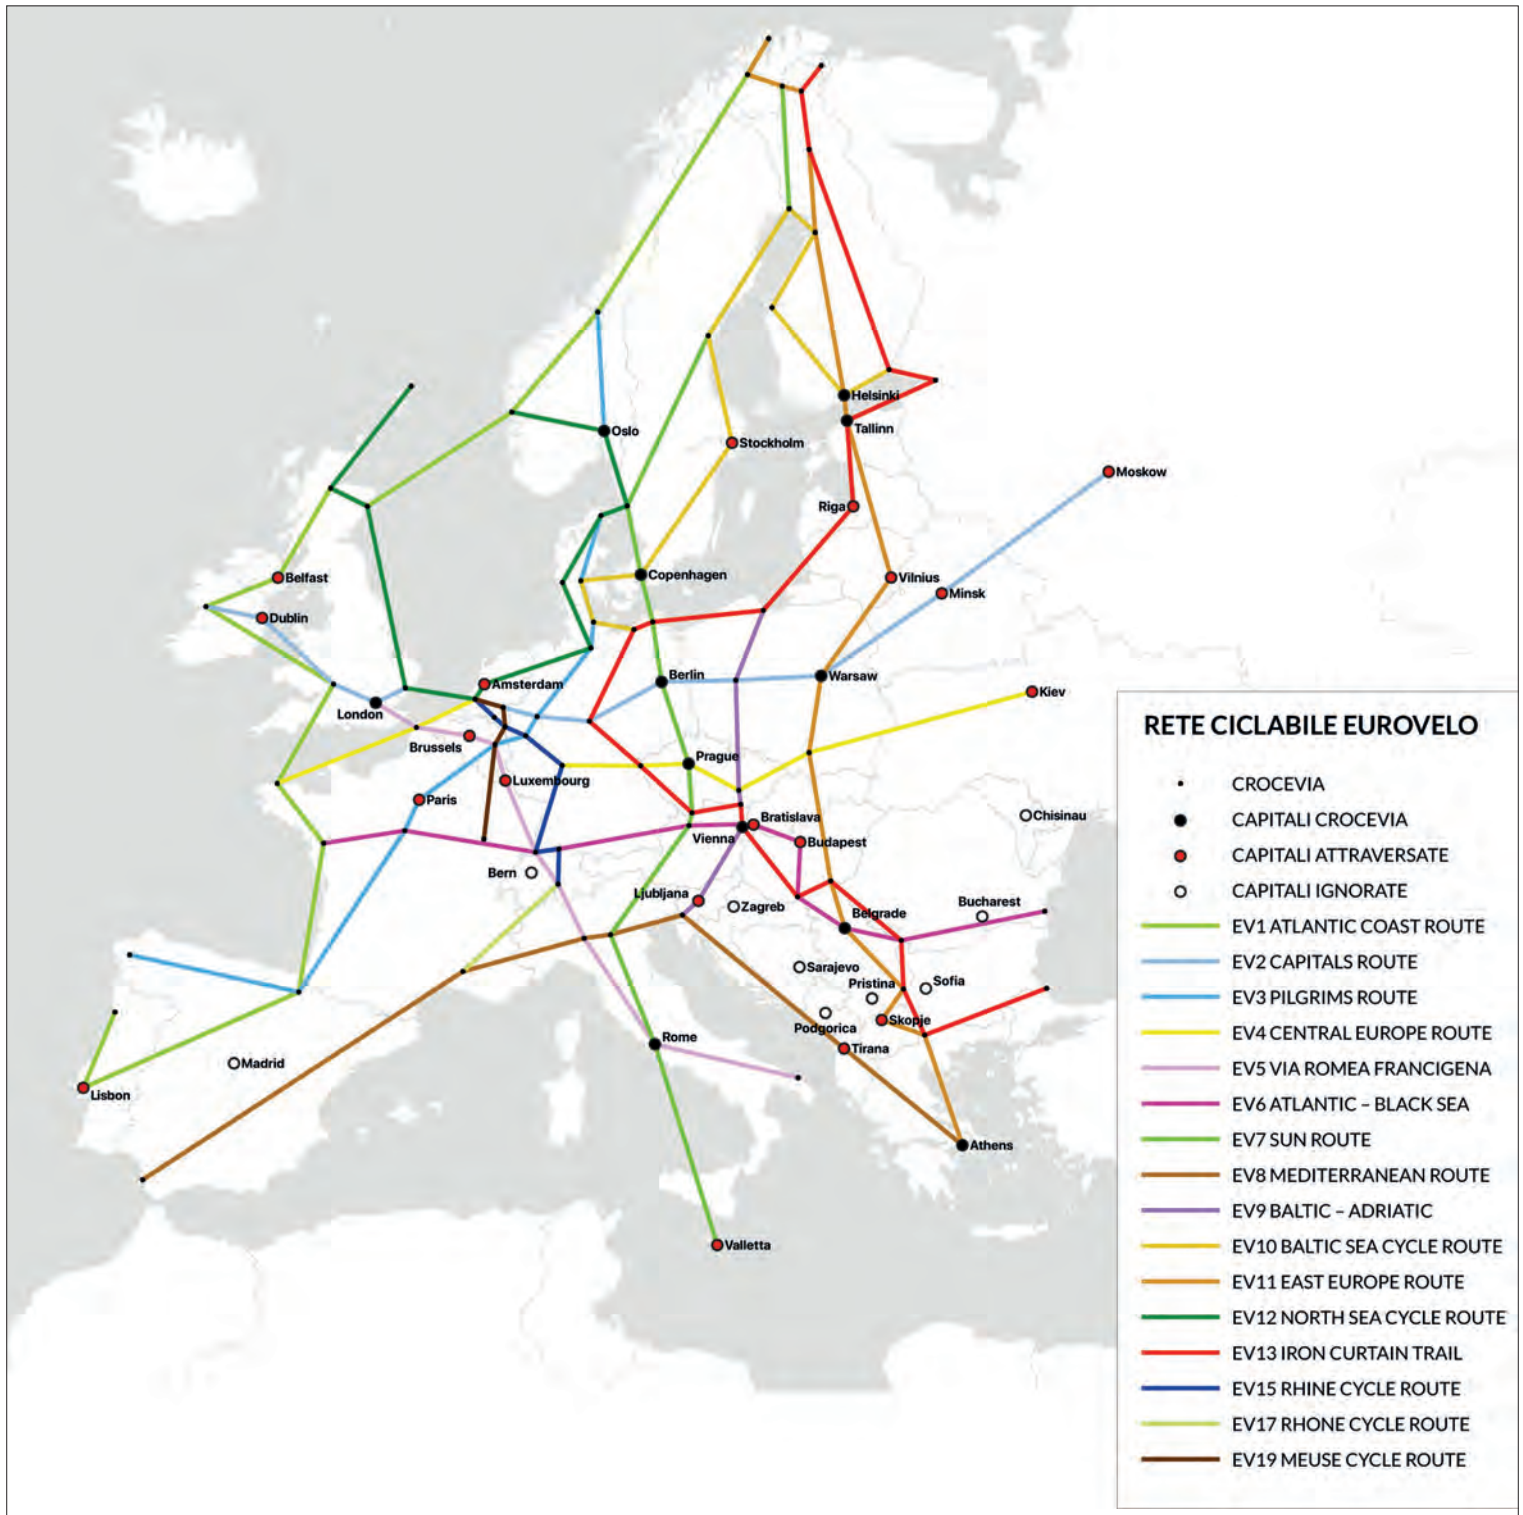 Helsinki
Oslo
Tallinn
Stockholm
Moskow
Riga
Belfast
Copenhagen
Vilnius
Minsk
Dublin
Berlin
Warsaw
Amsterdam
Kiev
London
Brussels
Prague
Luxembourg
Paris
Bratislava
Vienna
Budapest
Chisinau
Bern
Ljubljana
Zagreb
Bucharest
Belgrade
Sarajevo
Pristina
Sofia
Skopje
Podgorica
Rome
Tirana
Madrid
Lisbon
Athens
Valletta
RETE CICLABILE EUROVELO
CROCEVIA
CAPITALI CROCEVIA
CAPITALI ATTRAVERSATE
CAPITALI IGNORATE
EV1 ATLANTIC COAST ROUTE
EV2 CAPITALS ROUTE
EV3 PILGRIMS ROUTE
EV4 CENTRAL EUROPE ROUTE
EV5 VIA ROMEA FRANCIGENA
EV6 ATLANTIC – BLACK SEA
EV7 SUN ROUTE
EV8 MEDITERRANEAN ROUTE
EV9 BALTIC – ADRIATIC
EV10 BALTIC SEA CYCLE ROUTE
EV11 EAST EUROPE ROUTE
EV12 NORTH SEA CYCLE ROUTE
EV13 IRON CURTAIN TRAIL
EV15 RHINE CYCLE ROUTE
EV17 RHONE CYCLE ROUTE
EV19 MEUSE CYCLE ROUTE